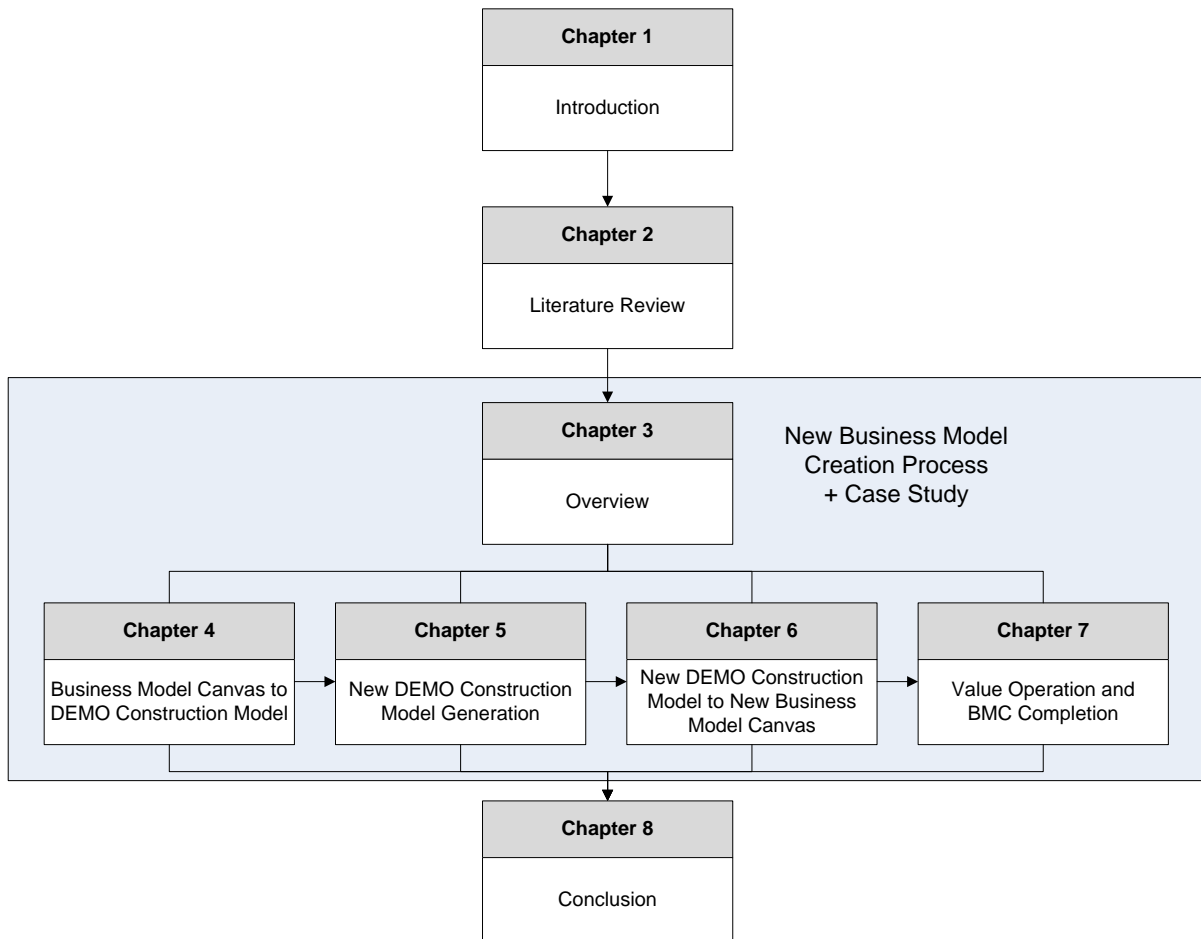 Chapter 1
Introduction
Chapter 2
Literature Review
Chapter 3
Overview
New Business Model
Creation Process
+ Case Study
Chapter 4
Business Model Canvas to
DEMO Construction Model
Chapter 5
New DEMO Construction
Model Generation
Chapter 6
New DEMO Construction
Model to New Business
Model Canvas
Chapter 7
Value Operation and
BMC Completion
Chapter 8
Conclusion